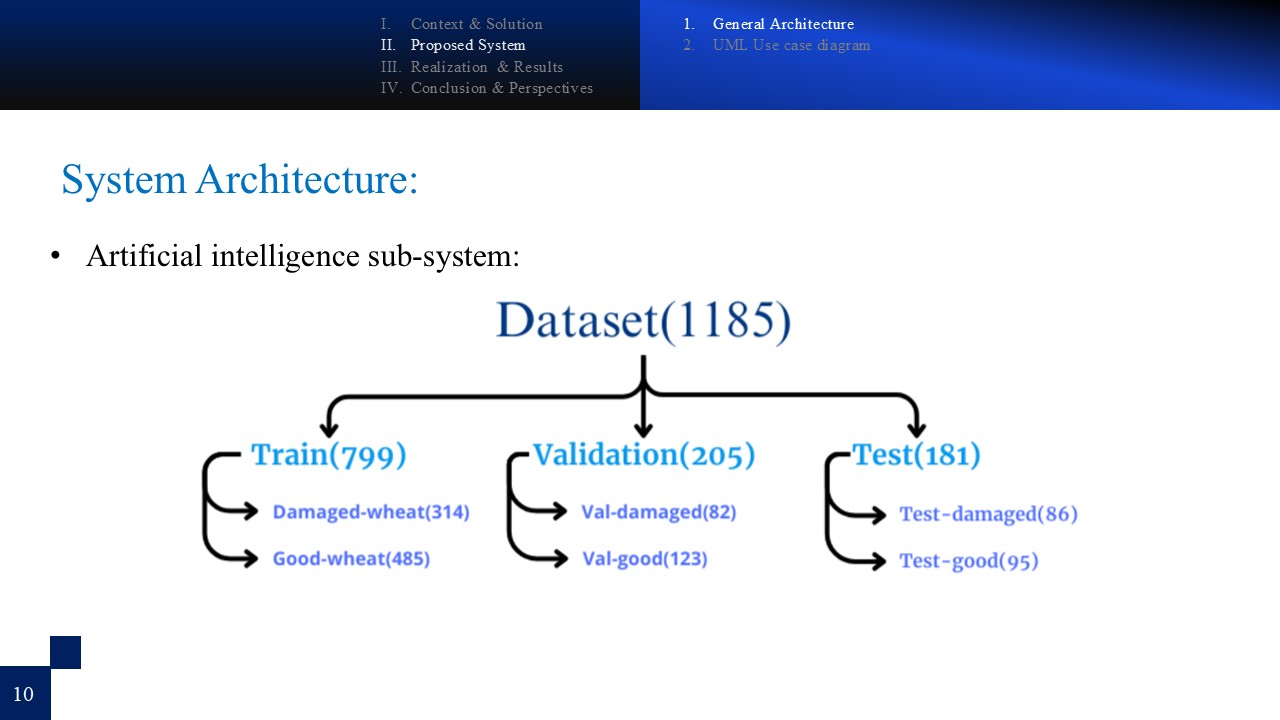 I. Context & Solution
II. Proposed System
III. Realization & Results
IV. Conclusion & Perspectives
1. General Architecture
2. UML Use case diagram
System Architecture:
• Artificial intelligence sub-system:
Dataset(1185)
Train(799)
Damaged-wheat(314)
Good-wheat(485)
Validation(205)
Val-damaged(82)
Val-good(123)
Test(181)
Test-damaged(86)
Test-good(95)
10